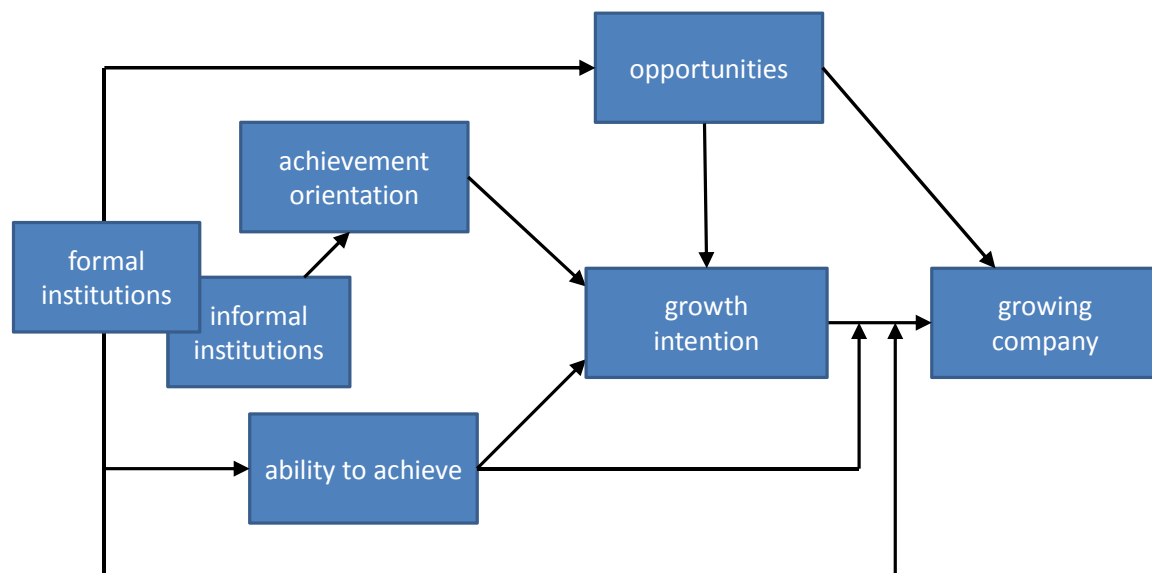 opportunities
achievement
orientation
formal
institutions
informal
institutions
growth
intention
growing
company
ability to achieve